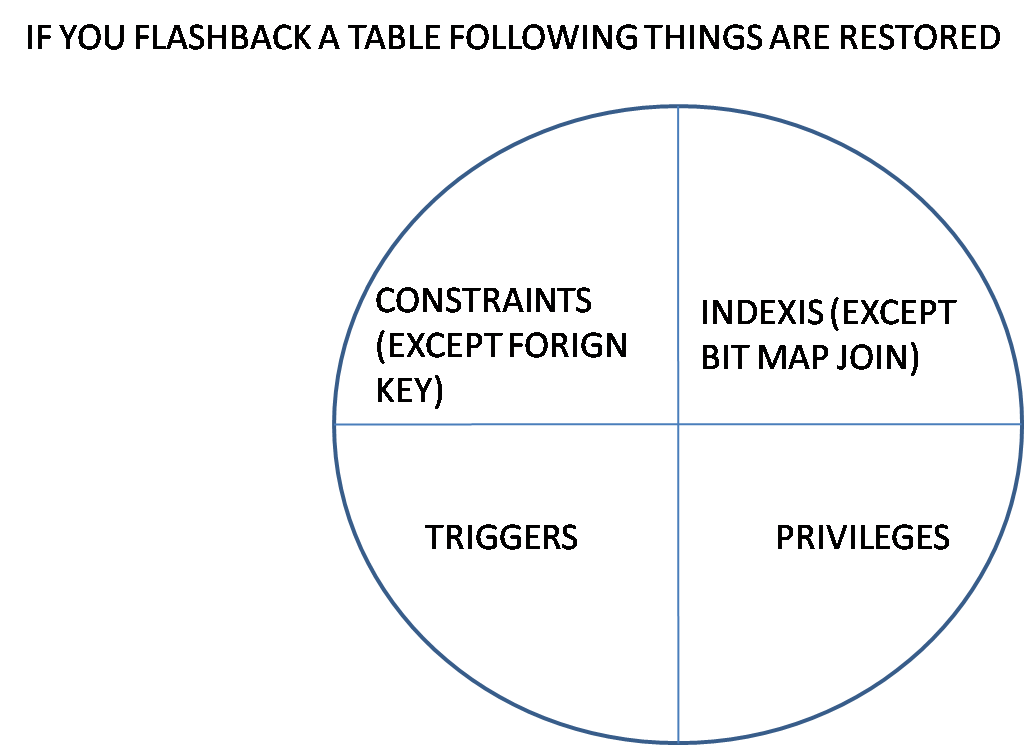 IF YOU FLASHBACK A TABLE FOLLOWING THINGS ARE RESTORED
CONSTRAINTS
(EXCEPT FORIGN
KEY)
INDEXIS (EXCEPT
BIT MAP JOIN)
TRIGGERS
PRIVILEGES